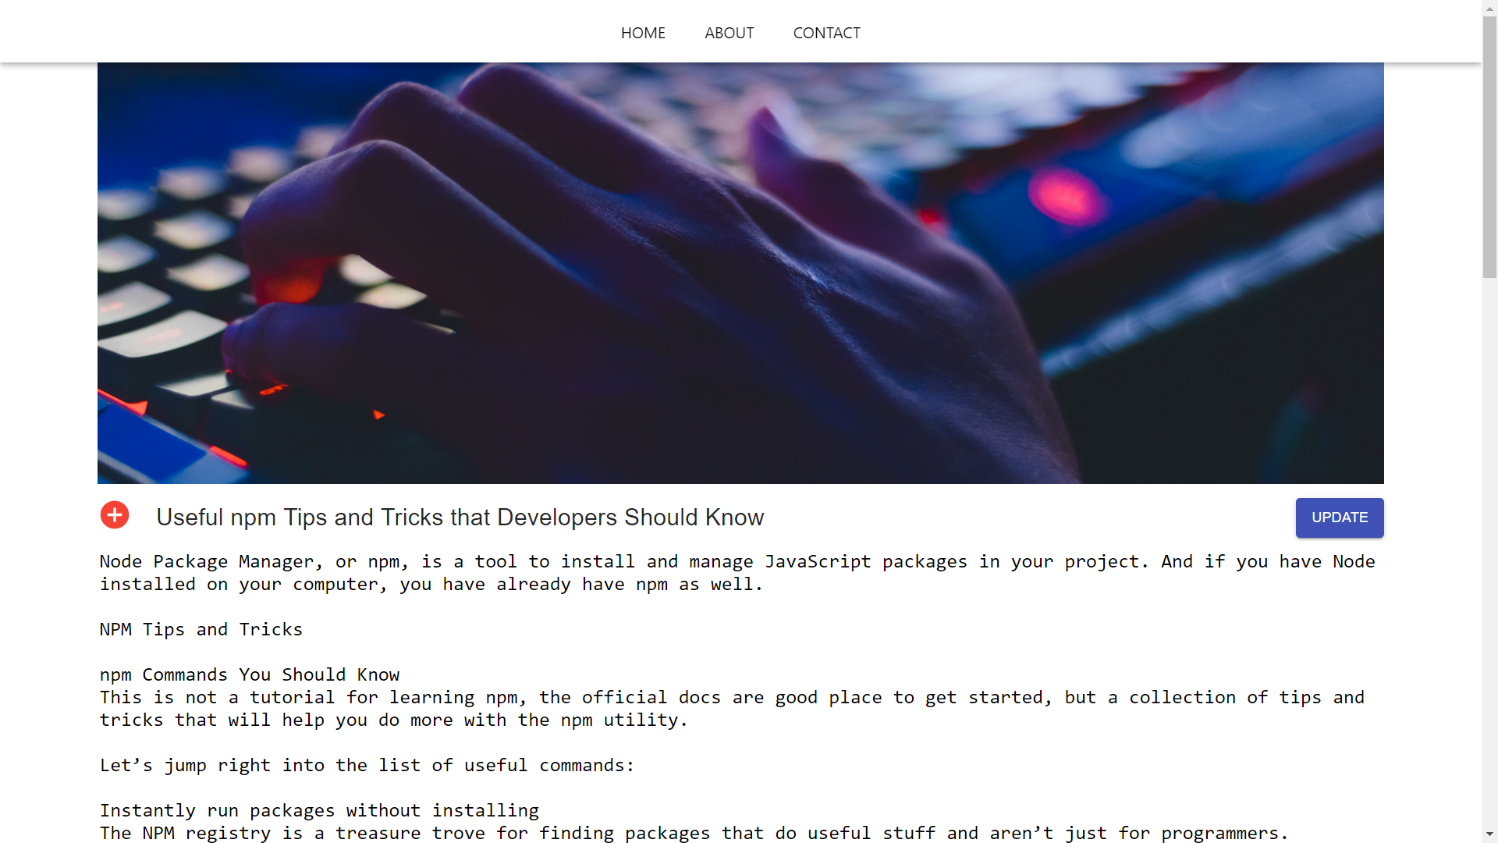 HOME ABOUT CONTACT
Useful npm Tips and Tricks that Developers Should Know
UPDATE
Node Package Manager, or npm, is a tool to install and manage JavaScript packages in your project. And if you have Node
installed on your computer, you have already have npm as well.
NPM Tips and Tricks
npm Commands You Should Know
This is not a tutorial for learning npm, the official docs are good place to get started, but a collection of tips and
tricks that will help you do more with the npm utility.
Let’s jump right into the list of useful commands:
Instantly run packages without installing
The NPM registry is a treasure trove for finding packages that do useful stuff and aren’t just for programmers.